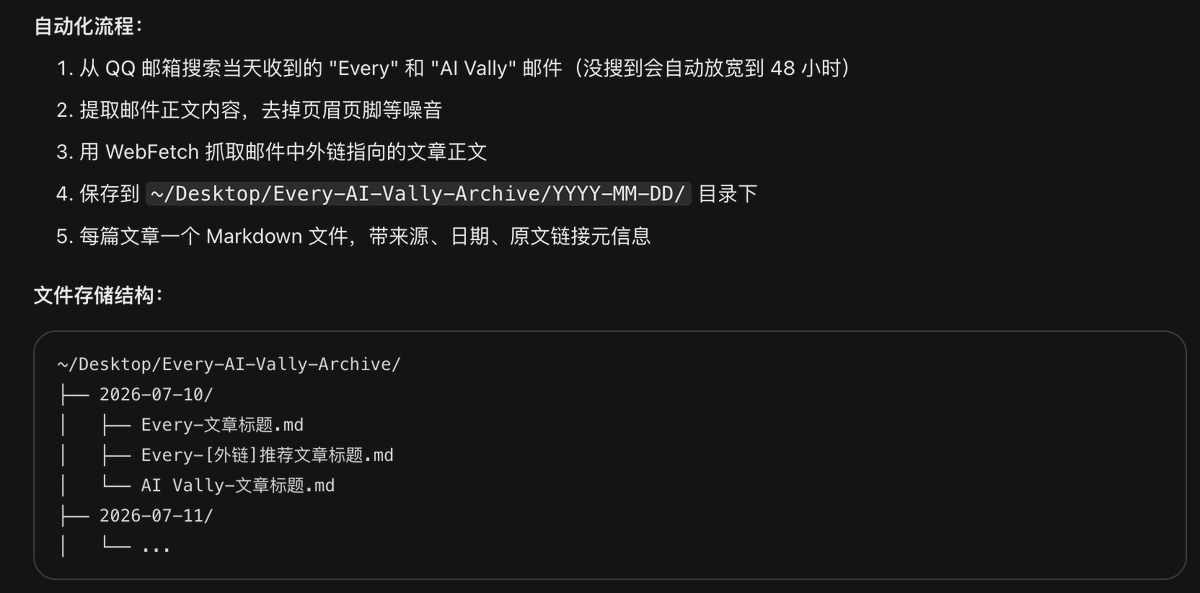 自动化流程：
1. 从 QQ 邮箱搜索当天收到的 "Every" 和 "AI Vally" 邮件（没搜到会自动放宽到 48 小时）
2. 提取邮件正文内容，去掉页眉页脚等噪音
3. 用 WebFetch 抓取邮件中外链指向的文章正文
4. 保存到 ~/Desktop/Every-AI-Vally-Archive/YYYY-MM-DD/ 目录下
5. 每篇文章一个 Markdown 文件，带来源、日期、原文链接元信息
文件存储结构：
~/Desktop/Every-AI-Vally-Archive/
├── 2026-07-10/
│   ├── Every-文章标题.md
│   ├── Every-[外链]推荐文章标题.md
│   └── AI Vally-文章标题.md
├── 2026-07-11/
│   └── ...